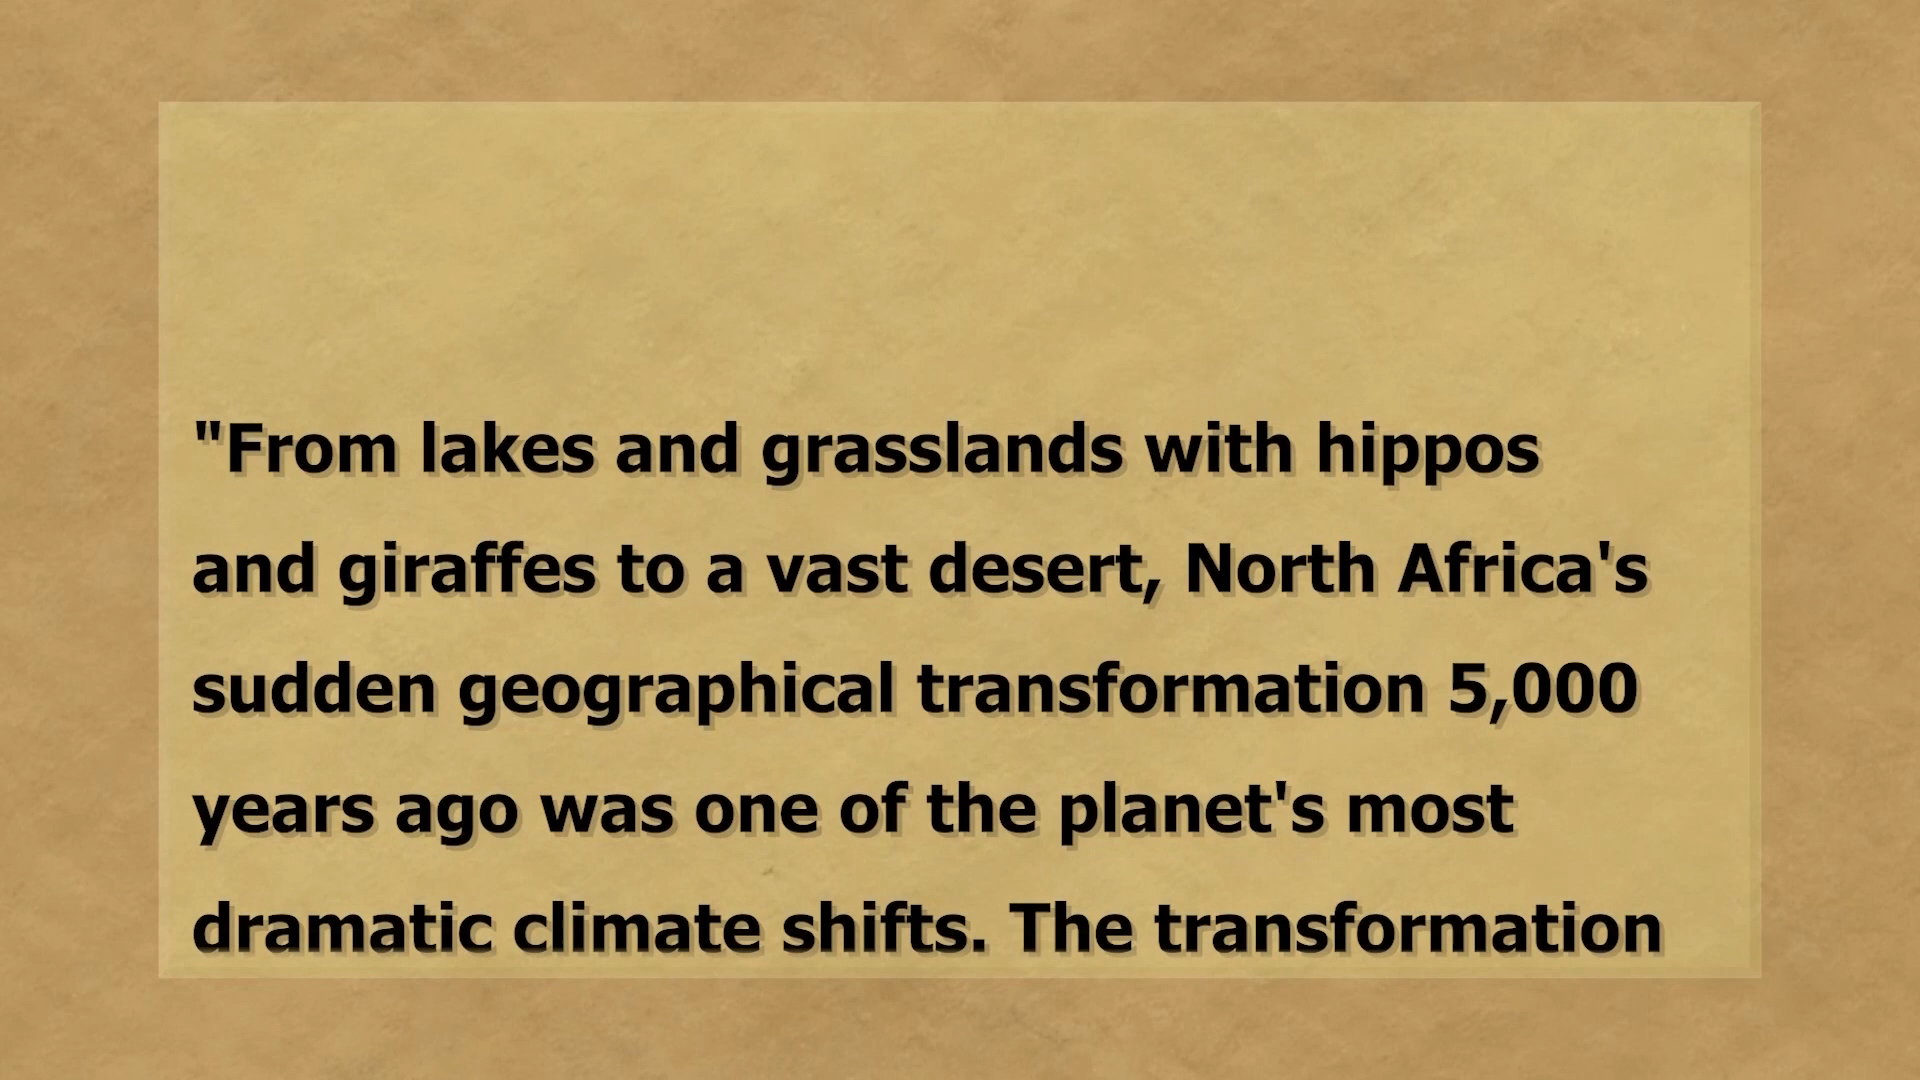 "From lakes and grasslands with hippos
and giraffes to a vast desert, North Africa's
sudden geographical transformation 5,000
years ago was one of the planet's most
dramatic climate shifts. The transformation